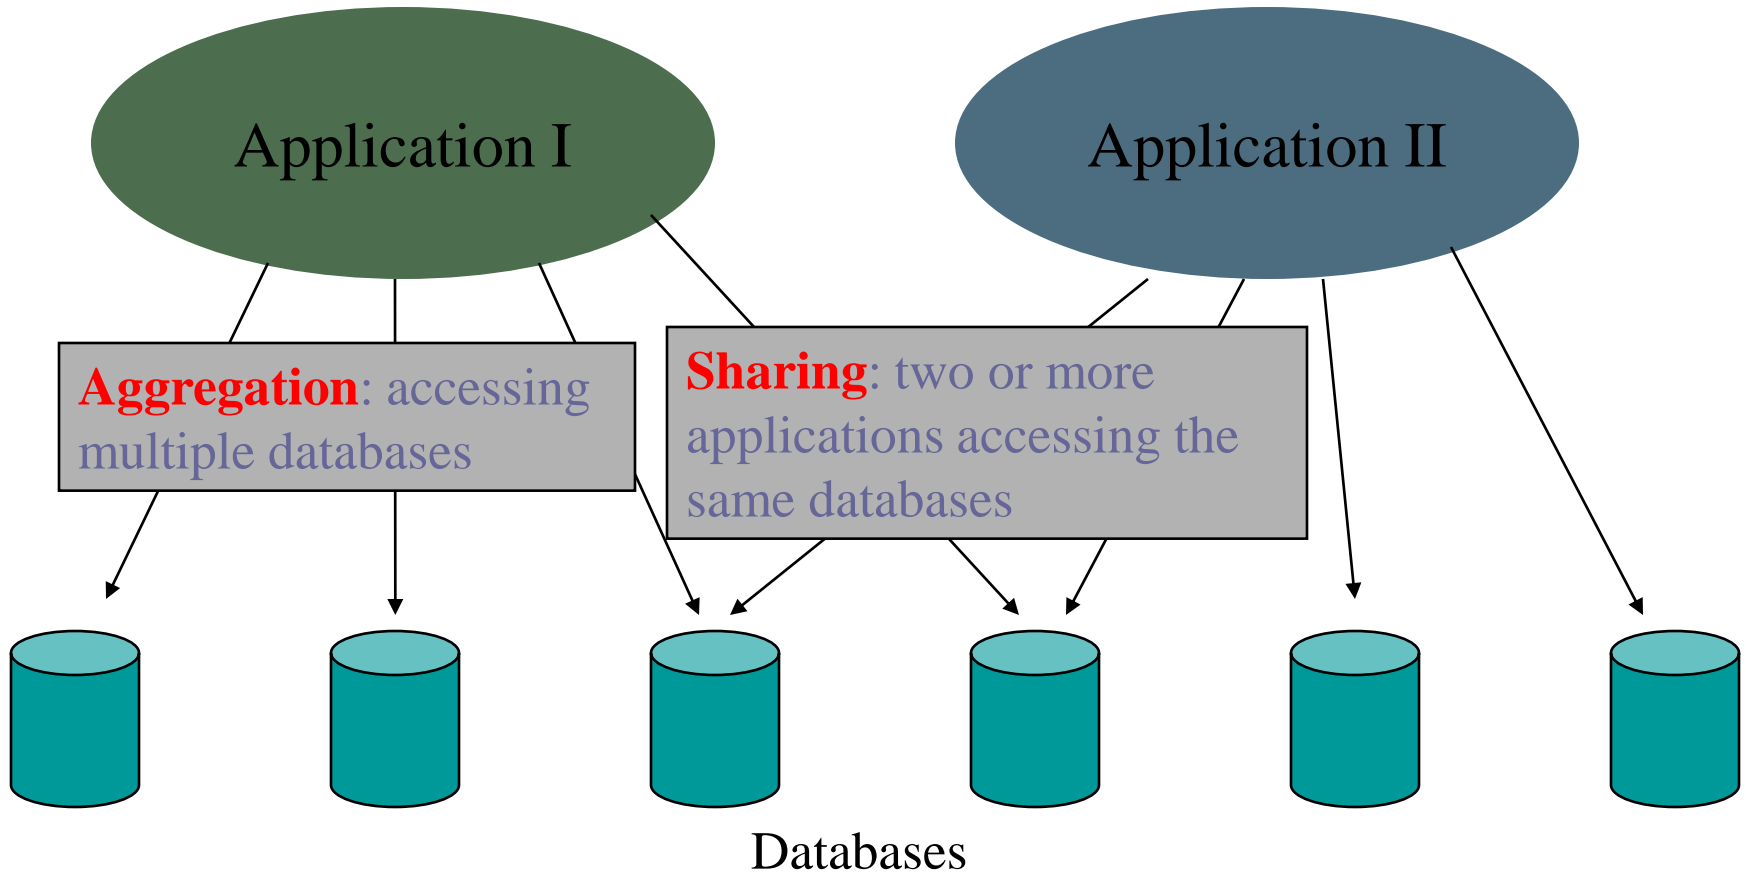 Application I
Application II
Aggregation: accessing
multiple databases
Sharing: two or more
applications accessing the
same databases
Databases